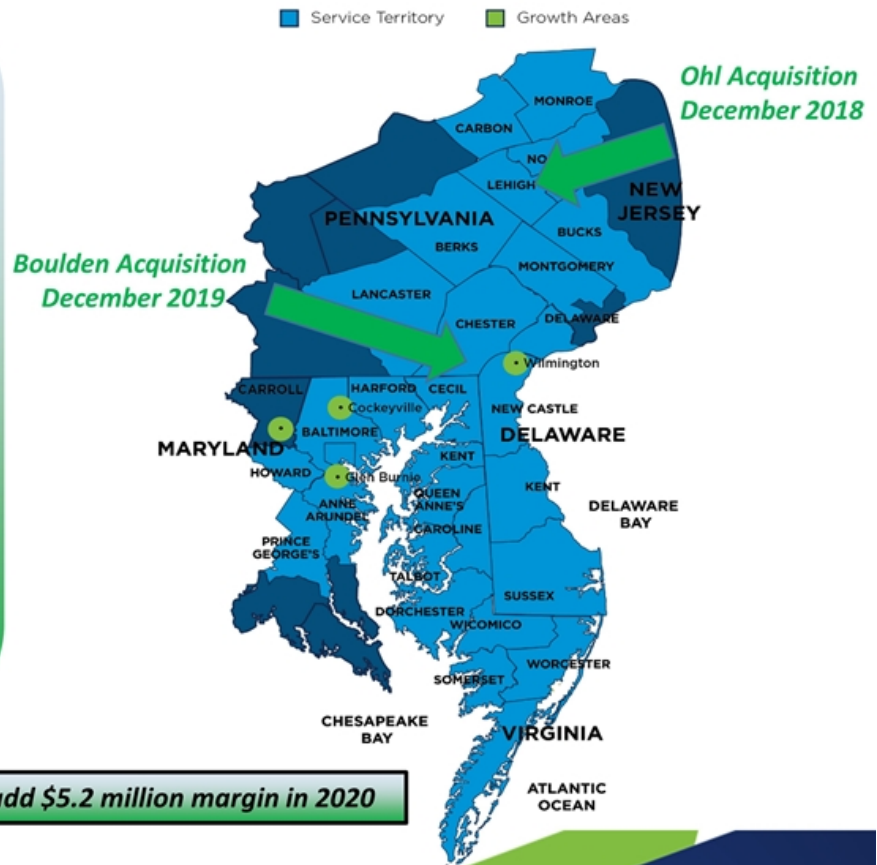 Service Territory
Growth Areas
Ohl Acquisition
December 2018
MONROE
CARBON
NO
LEHIGH
NEW
JERSEY
PENNSYLVANIA
BUCKS
BERKS
Boulden Acquisition
December 2019
MONTGOMERY
LANCASTER
CHESTER
DELAWARE
Wilmington
CARROLL
HARFORD
CECIL
Cockeyville
NEW CASTLE
BALTIMORE
DELAWARE
MARYLAND
KENT
HOWARD
Glen Burnie
KENT
QUEEN
ANNE'S
ANNE
ARUNDEL
DELAWARE
BAY
CAROLINE
PRINCE
GEORGE'S
TALBOT
SUSSEX
DORCHESTER
WICOMICO
WORCESTER
SOMERSET
CHESAPEAKE
BAY
VIRGINIA
add $5.2 million margin in 2020
ATLANTIC
OCEAN